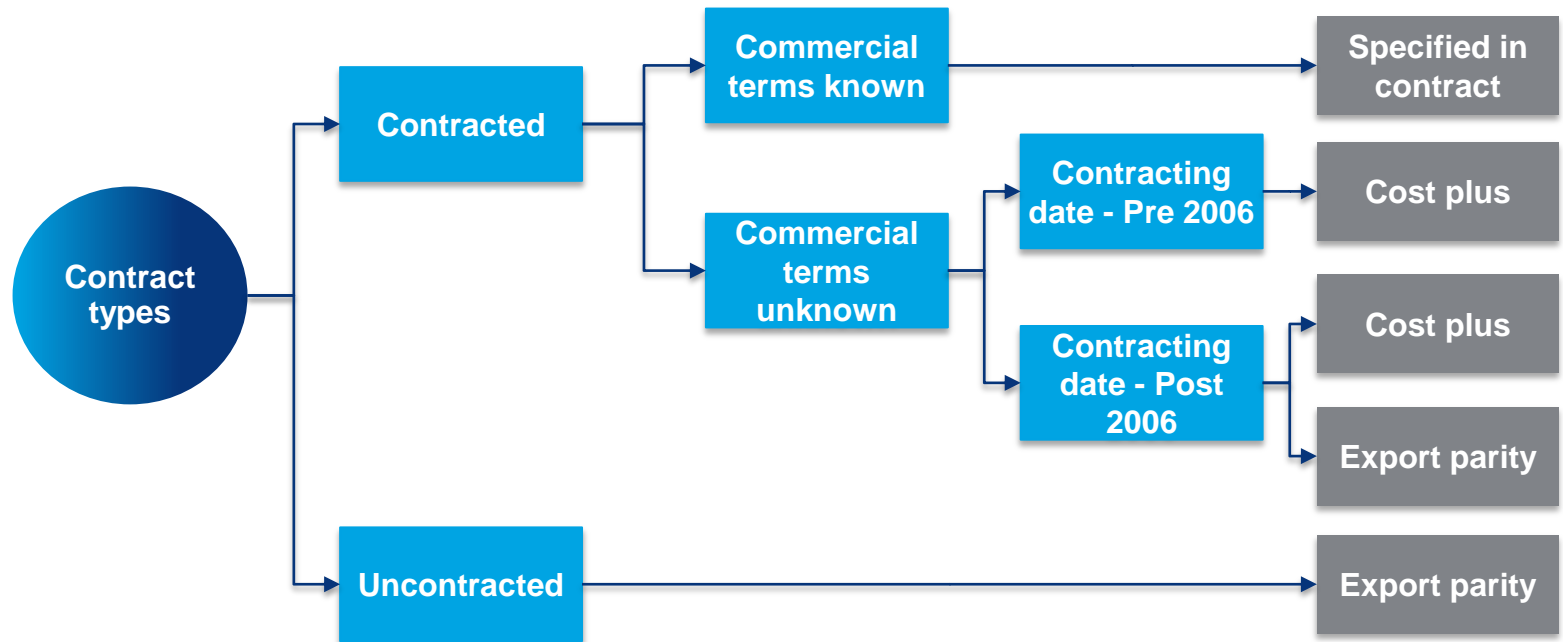 Contract
types
Contracted
Uncontracted
Commercial
terms known
Commercial
terms
unknown
Contracting
date - Pre 2006
Contracting
date - Post
2006
Specified in
contract
Cost plus
Cost plus
Export parity
Export parity